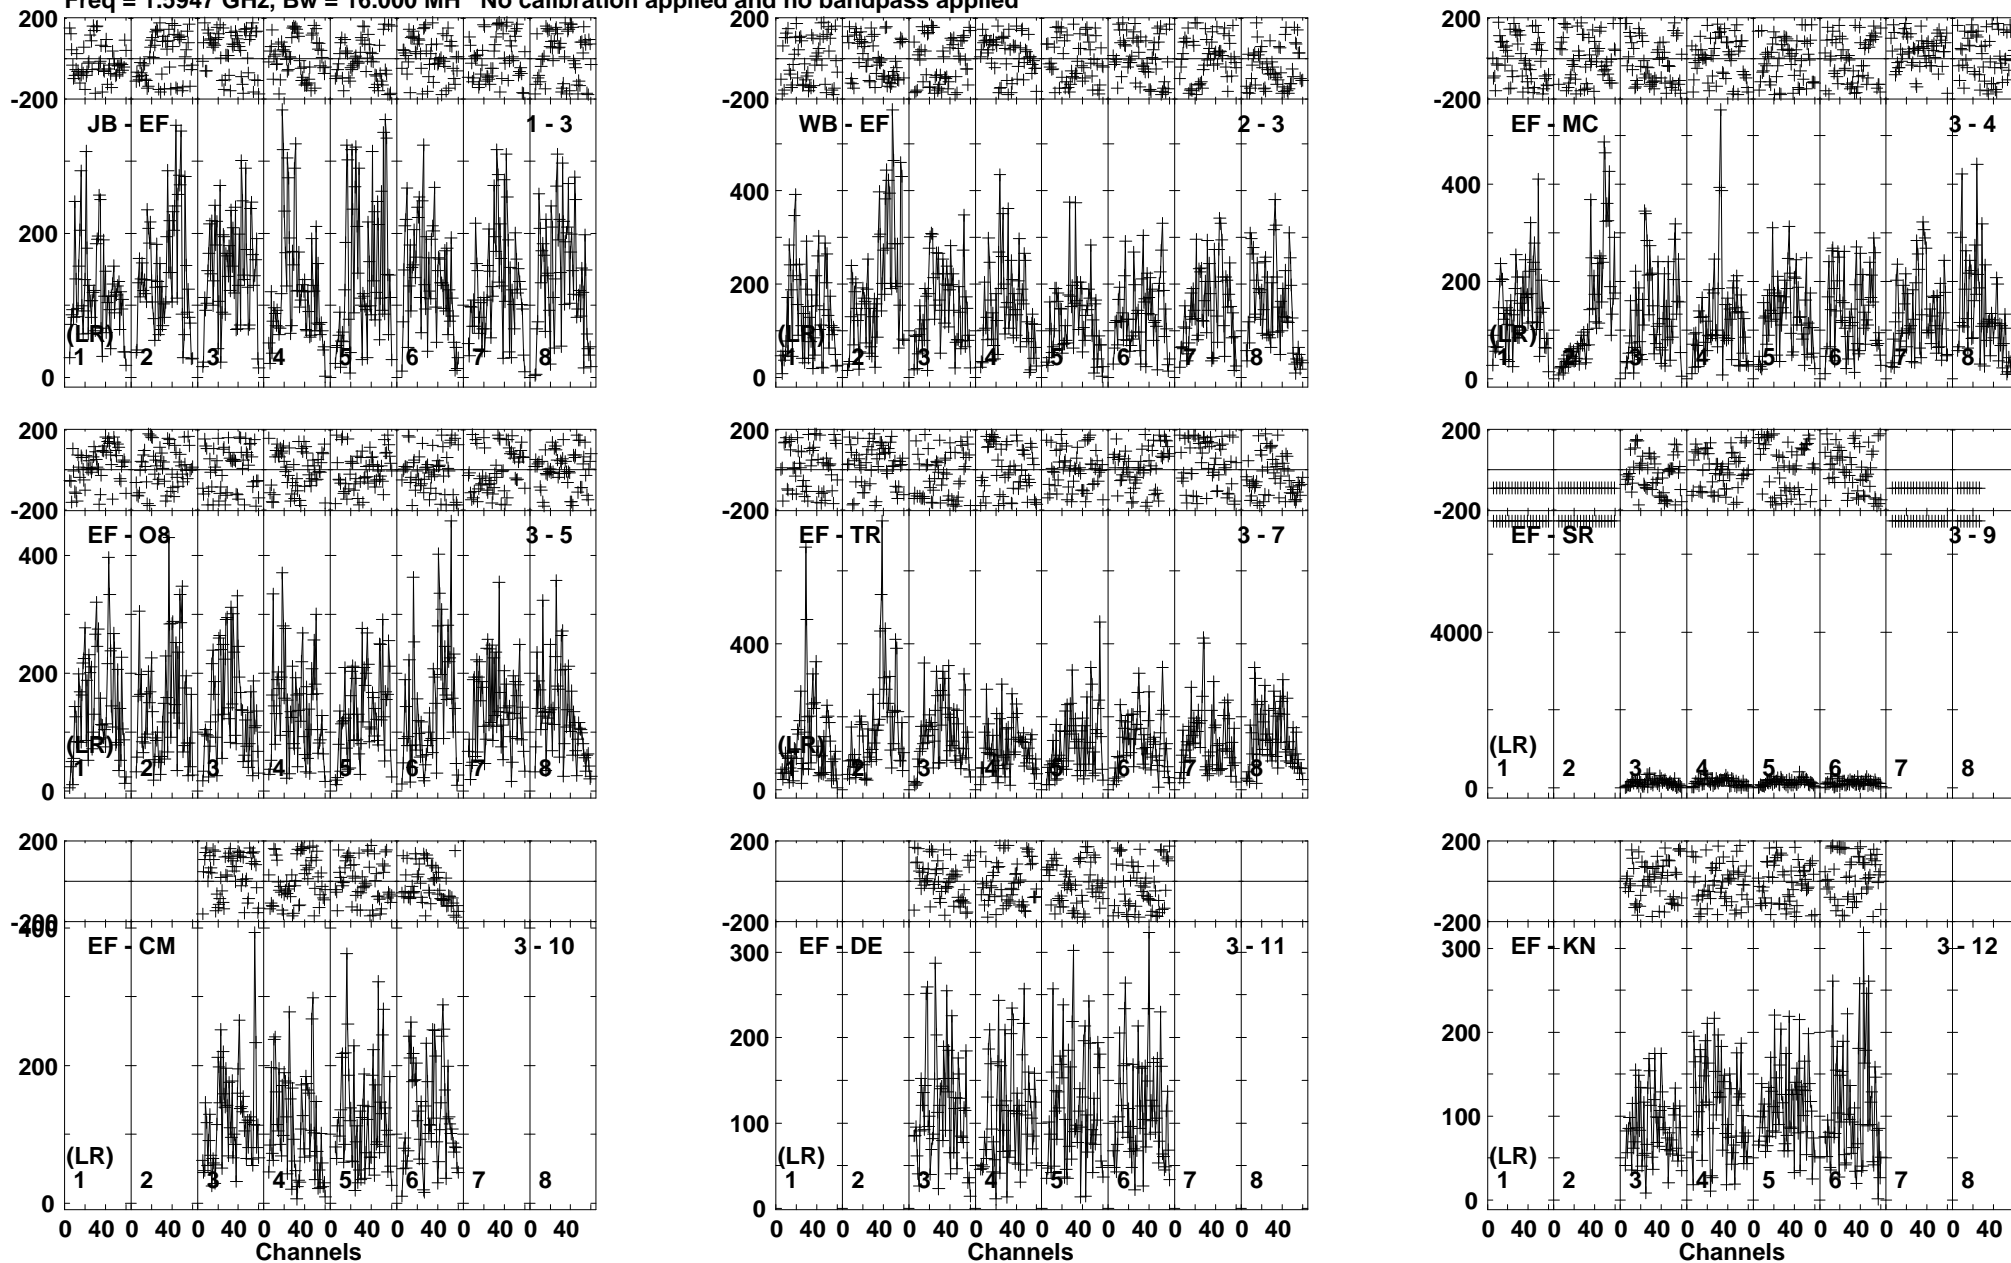 Freq = 1.5947 GHz, Bw = 16.000 MH No calibration applied and no bandpass applied
200 200 200
-200 -200 -200
JB - EF 1 - 3 WB - EF 2 - 3 EF - MC 3 - 4
400 400
200 200 200
(LR) (LR) (LR)
1 2 3 4 5 6 7 8 1 2 3 4 5 6 7 8 1 2 3 4 5 6 7 8
0 0 0
200 200 200
-200 -200 -200
EF - O8 3 - 5 EF - TR 3 - 7 EF - SR 3 - 9
400 400 4000
200
(LR) (LR) (LR)
1 2 3 4 5 6 7 8 1 2 3 4 5 6 7 8 1 2 3 4 5 6 7 8
0 0 0
200 200 200
-200 -200 -200
400
EF - CM 3 - 10 EF - DE 3 - 11 EF - KN 3 - 12
300 300
200 200 200
100 100
(LR) (LR) (LR)
1 2 3 4 5 6 7 8 1 2 3 4 5 6 7 8 1 2 3 4 5 6 7 8
0 0 0
0 40 0 40 0 40 0 40 0 40 0 40 0 40 0 40 0 40 0 40 0 40 0 40 0 40 0 40 0 40 0 40 0 40 0 40 0 40 0 40 0 40 0 40 0 40 0 40
Channels Channels Channels